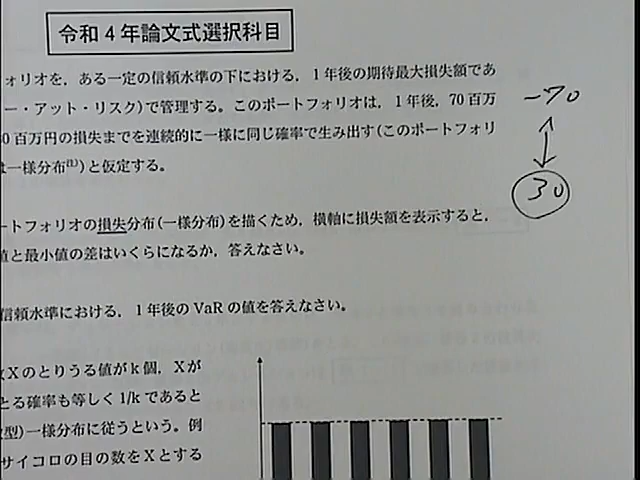 令和4年論文式選択科目
ォリオを,ある一定の信頼水準の下における,1年後の期待最大損失額であ
ー・アット・リスク)で管理する。このポートフォリオは,1年後,70百万
0百万円の損失までを連続的に一様に同じ確率で生み出す(このポートフォリ
は一様分布⁽¹⁾)と仮定する。
-70
30
ートフォリオの損失分布(一様分布)を描くため,横軸に損失額を表示すると,
値と最小値の差はいくらになるか,答えなさい。
信頼水準における,1年後のVaRの値を答えなさい。
数Xのとりうる値がk個,Xが
とる確率も等しく1/kであると
型)一様分布に従うという。例
サイコロの目の数をXとする